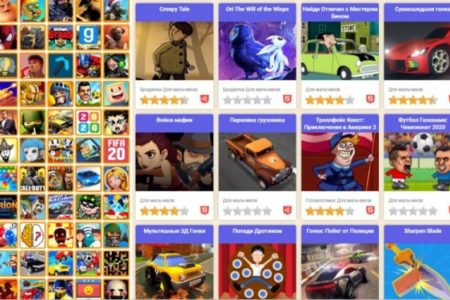 Creepy Tale
Ori The Will of the Wisps
Найди Отличия с Мистером
Бином
Сумасшедшая гонка
Бродилки Для мальчиков
Бродилки Для мальчиков
Для мальчиков
Для мальчиков
Война мафии
Парковка грузовика
Троллфейс Квест:
Приключения в Америке 2
Футбол Головами:
Чемпионат 2020
Для мальчиков
Для мальчиков
Головоломки Для мальчиков
Для мальчиков
Мультяшные 3Д Гонки
Попади Дротиком
Гонки: Побег от Полиции
Sharpen Blade
FIFA
20
2020